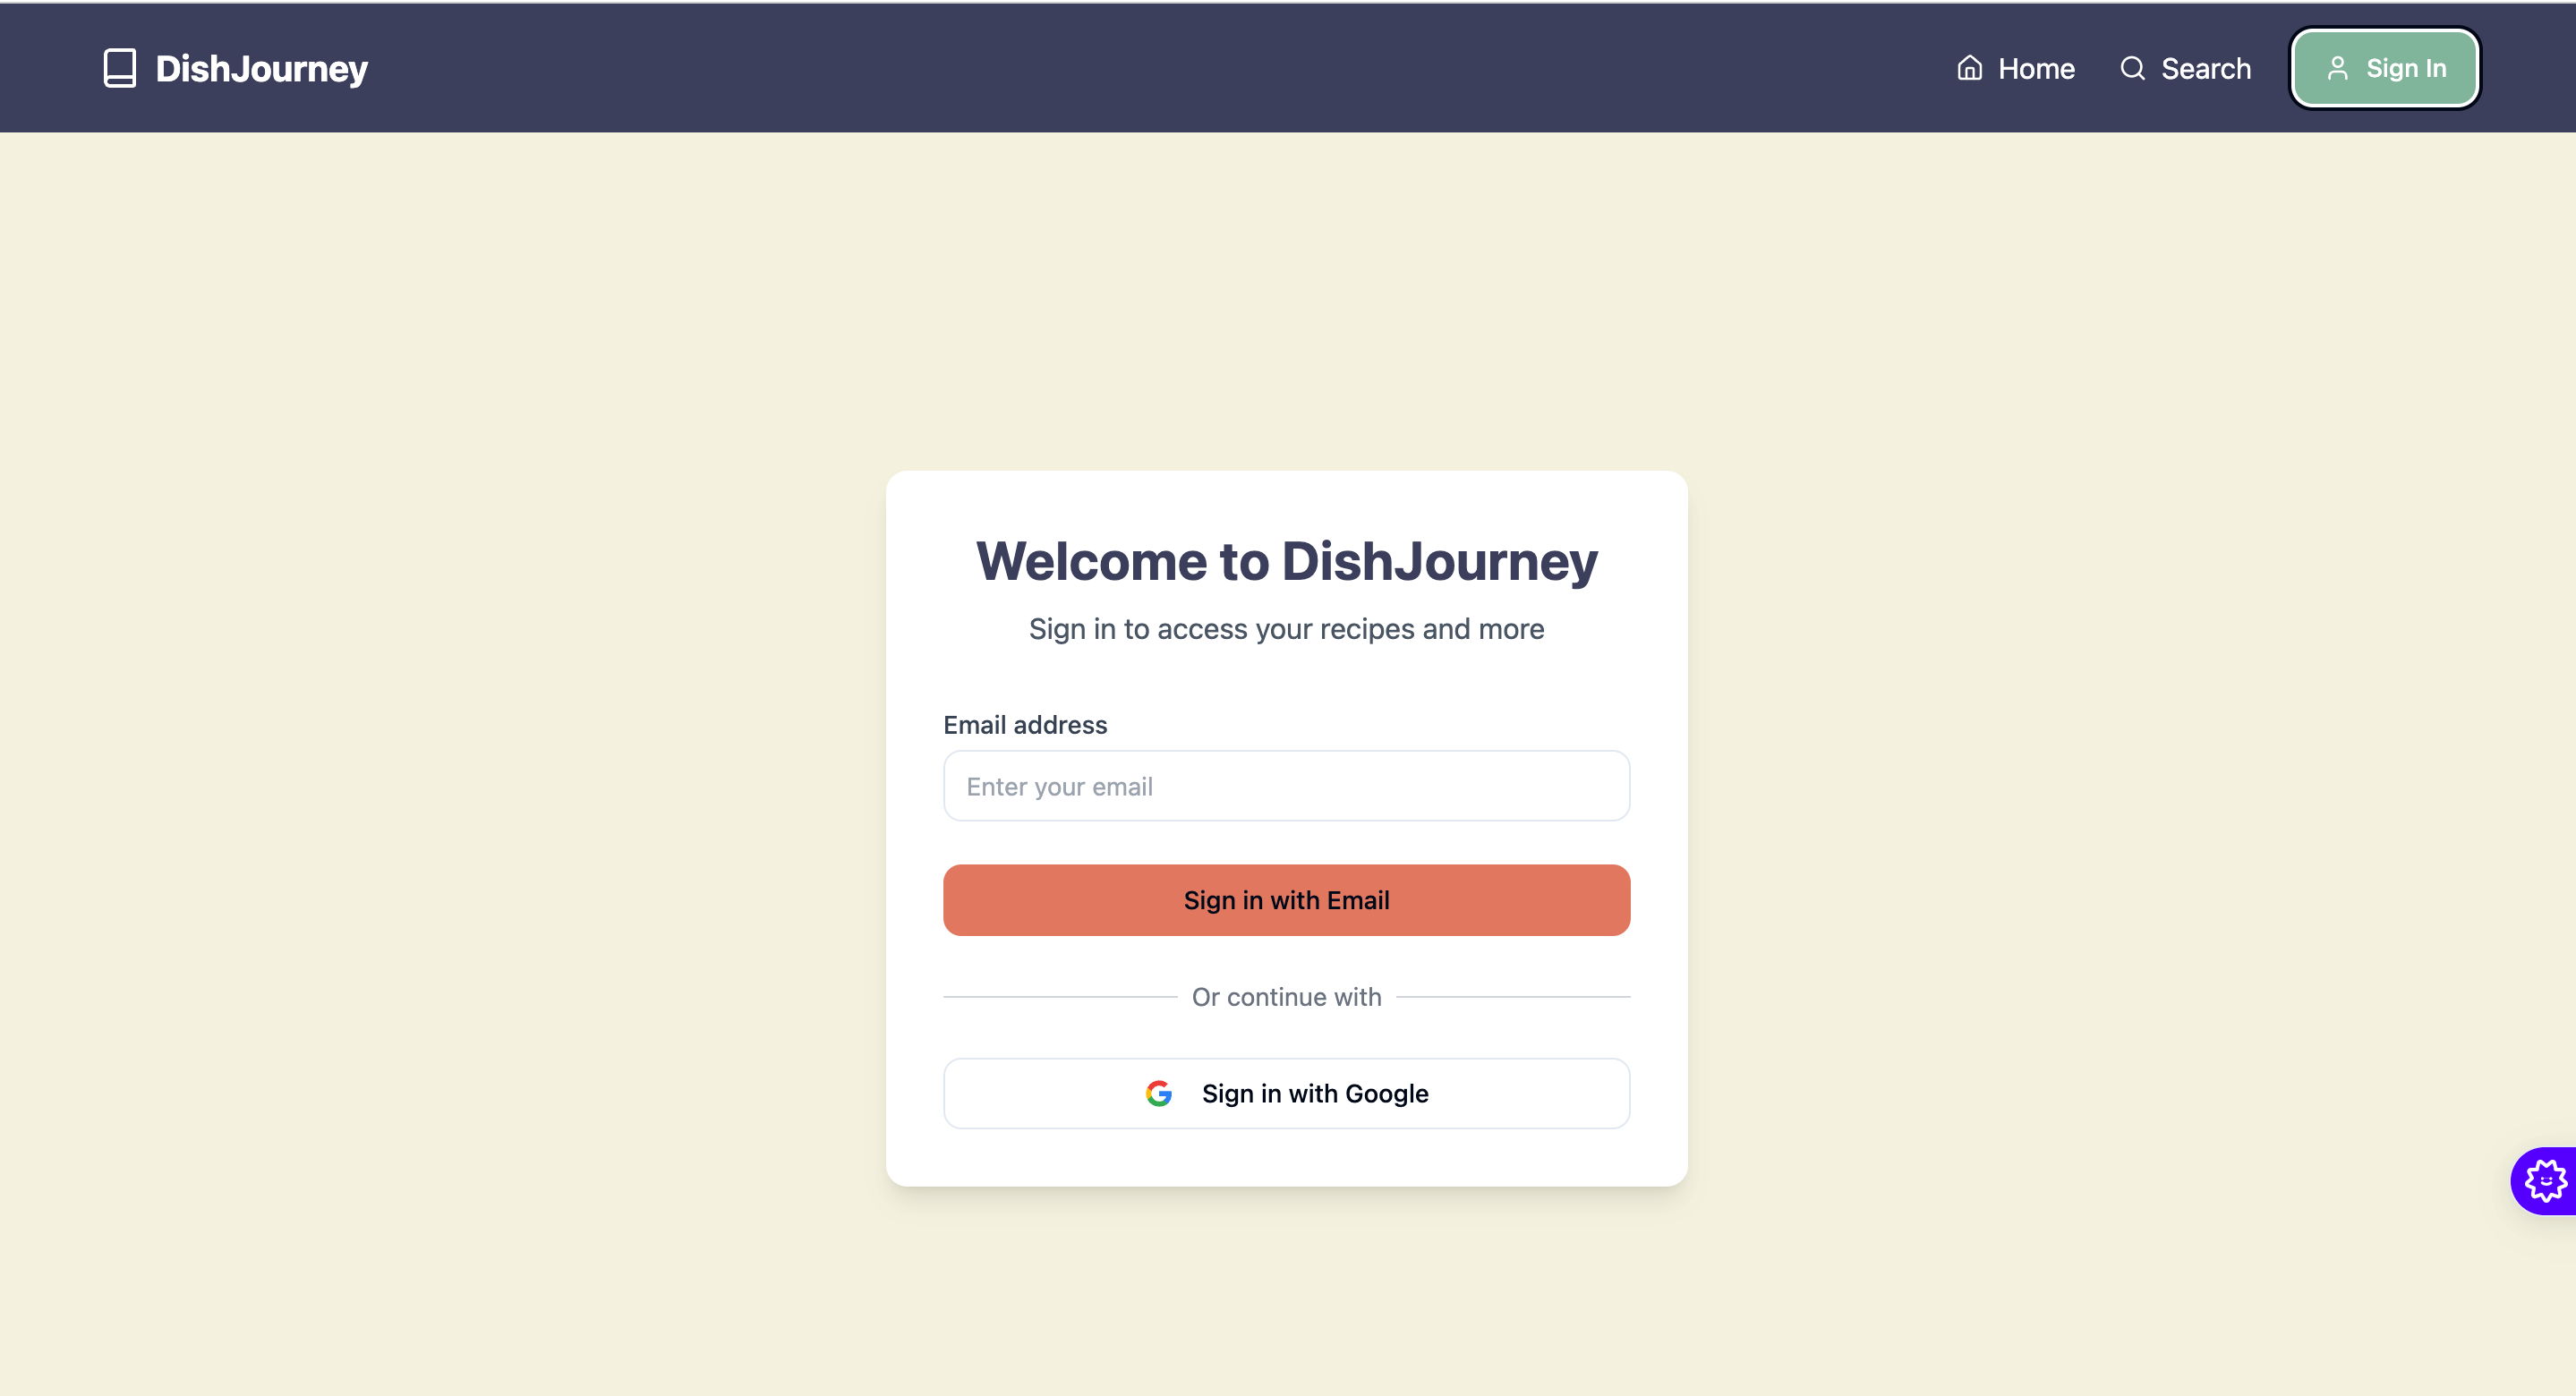 DishJourney
Home
Search
Sign In
Welcome to DishJourney
Sign in to access your recipes and more
Email address
Enter your email
Sign in with Email
Or continue with
Sign in with Google